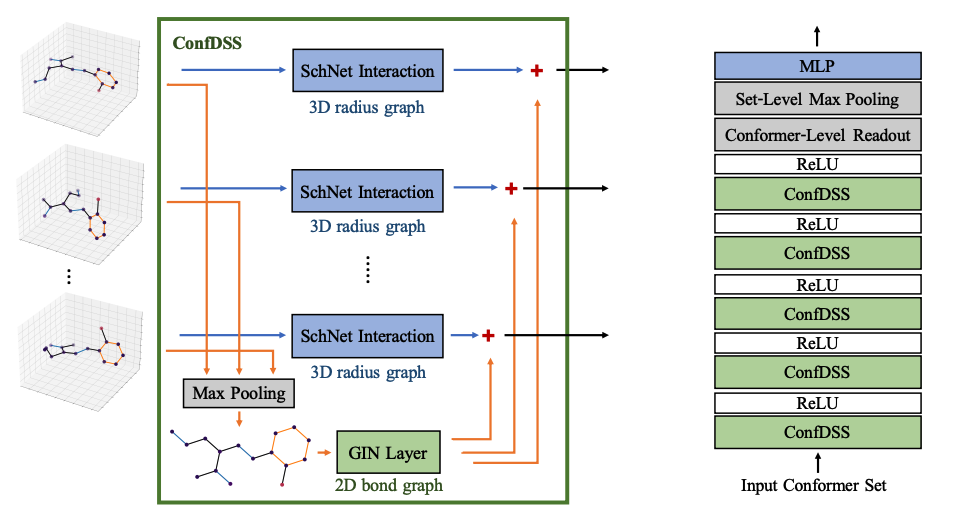 ConfDSS
SchNet Interaction
3D radius graph
SchNet Interaction
3D radius graph
SchNet Interaction
3D radius graph
Max Pooling
GIN Layer
2D bond graph
MLP
Set-Level Max Pooling
Conformer-Level Readout
ReLU
ConfDSS
ReLU
ConfDSS
ReLU
ConfDSS
ReLU
ConfDSS
ReLU
ConfDSS
Input Conformer Set